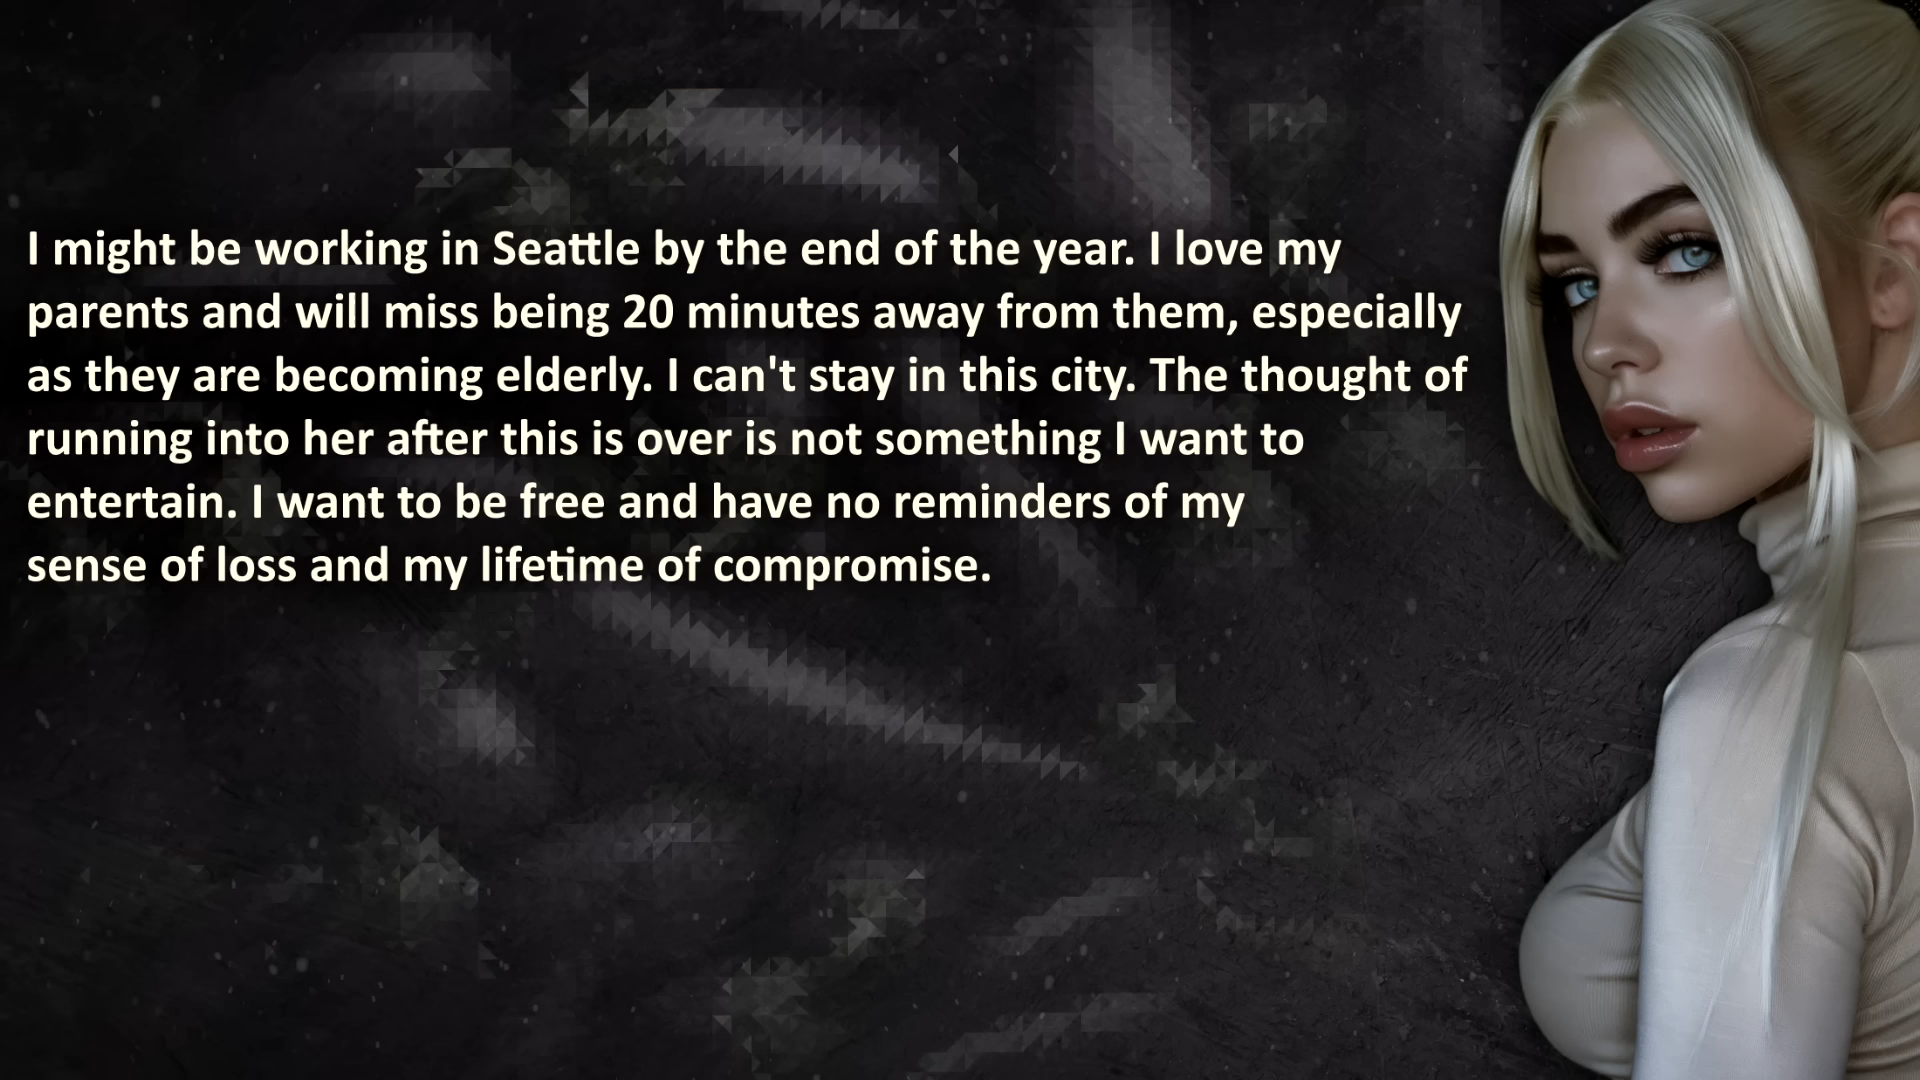 I might be working in Seattle by the end of the year. I love my
parents and will miss being 20 minutes away from them, especially
as they are becoming elderly. I can't stay in this city. The thought of
running into her after this is over is not something I want to
entertain. I want to be free and have no reminders of my
sense of loss and my lifetime of compromise.